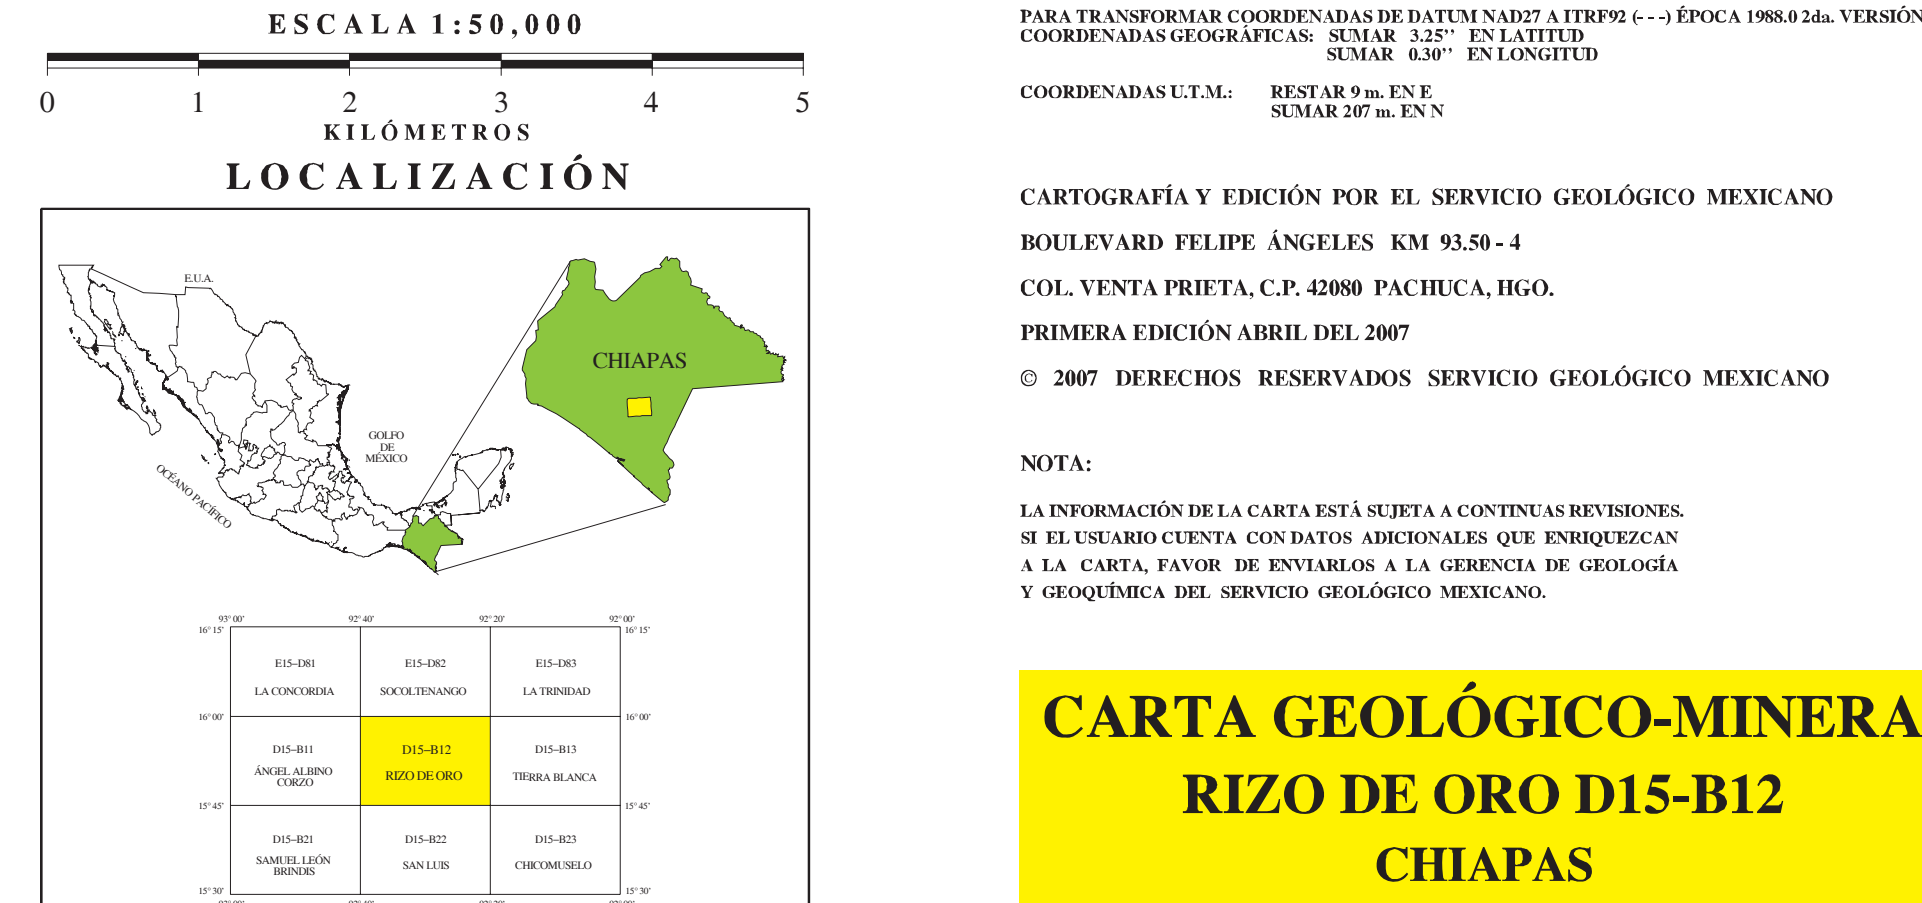 ESCALA 1:50,000
0 1 2 3 4 5
KILÓMETROS
LOCALIZACIÓN
E.U.A.
CHIAPAS
GOLFO
DE
MÉXICO
OCÉANO PACÍFICO
93° 00' 92° 40' 92° 20' 92° 00'
16° 15' 16° 15'
E15–D81 E15–D82 E15–D83
LA CONCORDIA SOCOLTENANGO LA TRINIDAD
16° 00' 16° 00'
D15–B11 D15–B12 D15–B13
ÁNGEL ALBINO
CORZO
RIZO DE ORO TIERRA BLANCA
15° 45' 15° 45'
D15–B21 D15–B22 D15–B23
SAMUEL LEÓN
BRINDIS
SAN LUIS CHICOMUSELO
15° 30' 15° 30'
93° 00' 92° 40' 92° 20' 92° 00'
PARA TRANSFORMAR COORDENADAS DE DATUM NAD27 A ITRF92 (- - -) ÉPOCA 1988.0 2da. VERSIÓN
COORDENADAS GEOGRÁFICAS: SUMAR 3.25’’ EN LATITUD
SUMAR 0.30’’ EN LONGITUD
COORDENADAS U.T.M.: RESTAR 9 m. EN E
SUMAR 207 m. EN N
CARTOGRAFÍA Y EDICIÓN POR EL SERVICIO GEOLÓGICO MEXICANO
BOULEVARD FELIPE ÁNGELES KM 93.50 - 4
COL. VENTA PRIETA, C.P. 42080 PACHUCA, HGO.
PRIMERA EDICIÓN ABRIL DEL 2007
© 2007 DERECHOS RESERVADOS SERVICIO GEOLÓGICO MEXICANO
NOTA:
LA INFORMACIÓN DE LA CARTA ESTÁ SUJETA A CONTINUAS REVISIONES.
SI EL USUARIO CUENTA CON DATOS ADICIONALES QUE ENRIQUEZCAN
A LA CARTA, FAVOR DE ENVIARLOS A LA GERENCIA DE GEOLOGÍA
Y GEOQUÍMICA DEL SERVICIO GEOLÓGICO MEXICANO.
CARTA GEOLÓGICO-MINERA
RIZO DE ORO D15-B12
CHIAPAS